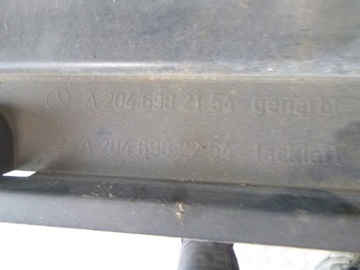 A 204 698 21 54 genarbt
A 204 698 22 54 lackiert